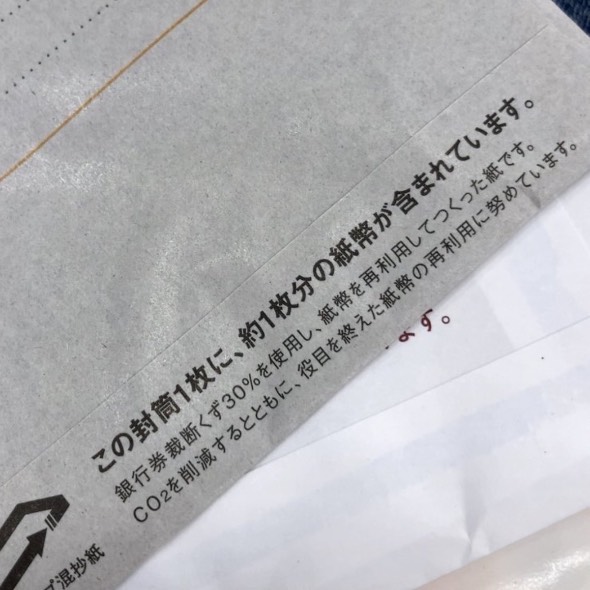 この封筒1枚に、約1枚分の紙幣が含まれています。
銀行券裁断くず30%を使用し、紙幣を再利用してつくった紙です。
CO2を削減するとともに、役目を終えた紙幣の再利用に努めています。
プ混抄紙
ます。